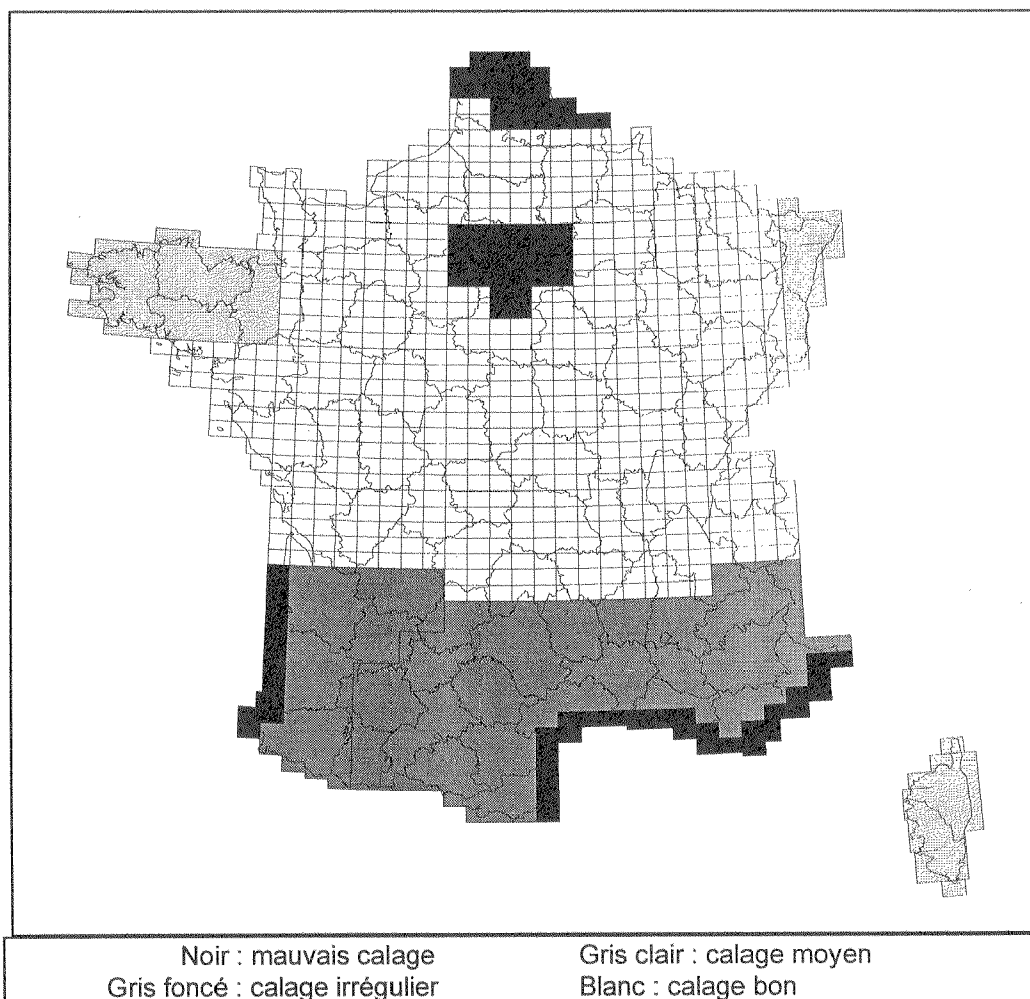 Noir : mauvais calage Gris clair : calage moyen
Gris foncé : calage irrégulier Blanc : calage bon